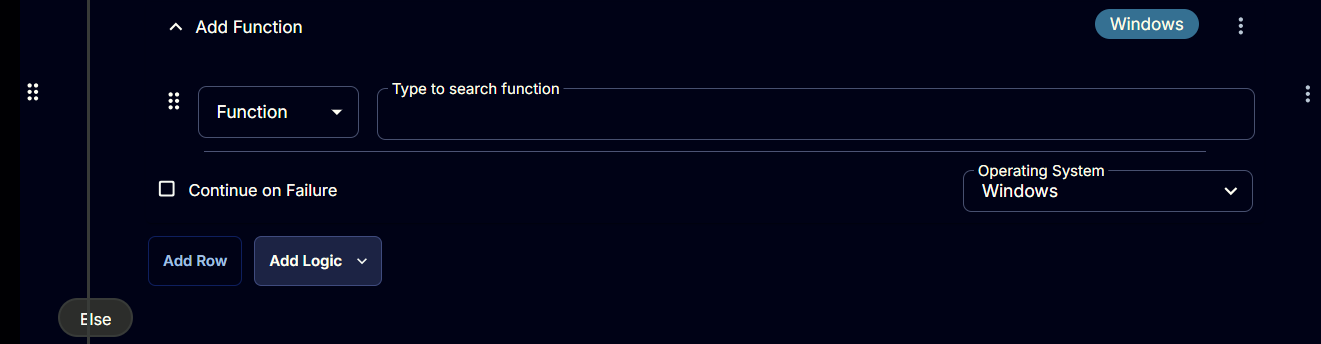 Add Function
Windows
Type to search function
Function
Operating System
Continue on Failure
Windows
Add Row
Add Logic
Else